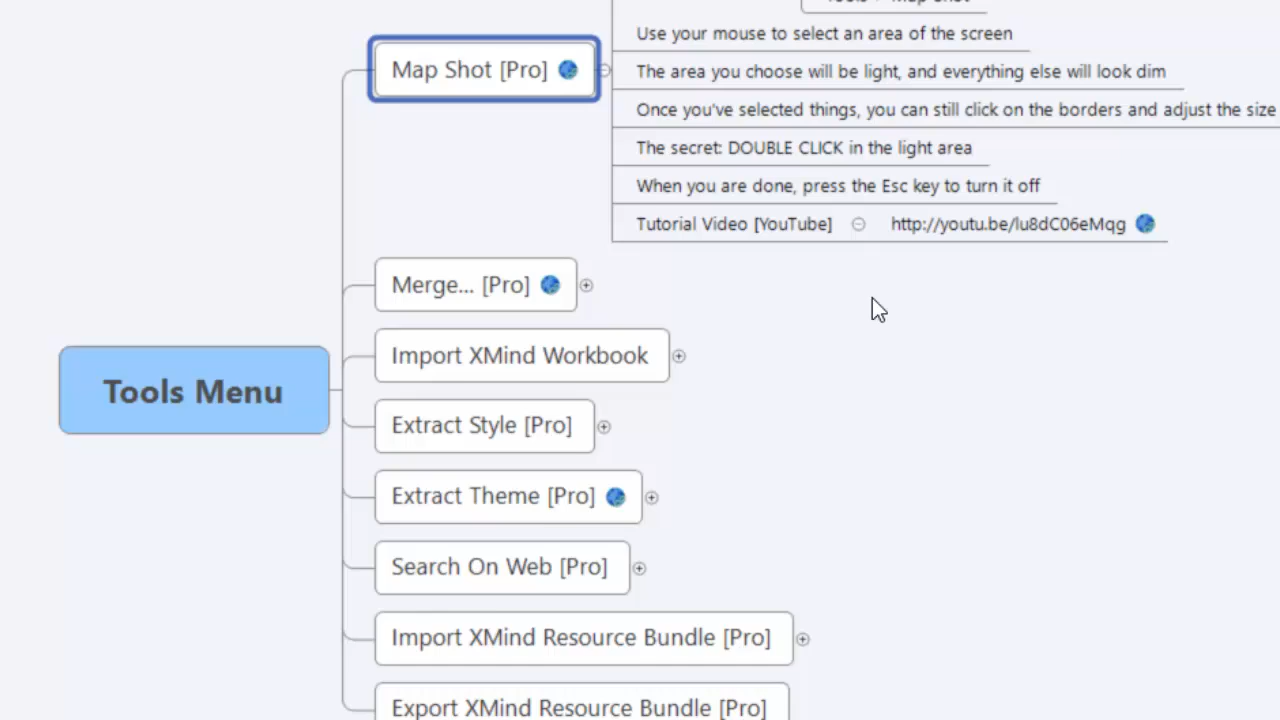 Map Shot [Pro]
Use your mouse to select an area of the screen
The area you choose will be light, and everything else will look dim
Once you've selected things, you can still click on the borders and adjust the size
The secret: DOUBLE CLICK in the light area
When you are done, press the Esc key to turn it off
Tutorial Video [YouTube] http://youtu.be/lu8dC06eMqg
Merge... [Pro]
Import XMind Workbook
Tools Menu
Extract Style [Pro]
Extract Theme [Pro]
Search On Web [Pro]
Import XMind Resource Bundle [Pro]
Export XMind Resource Bundle [Pro]